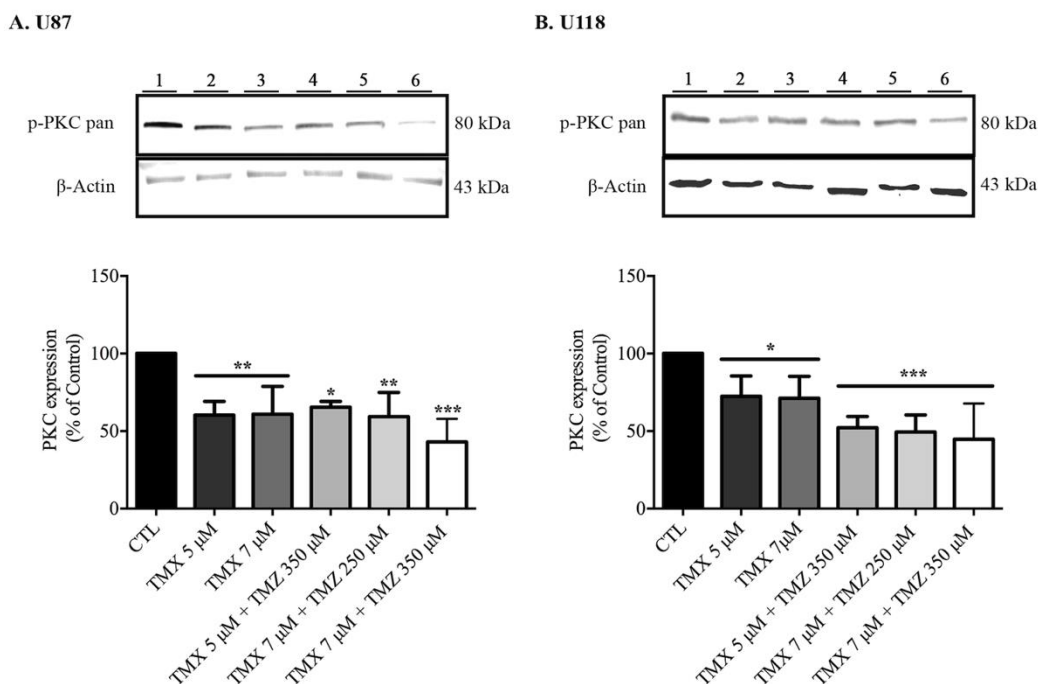 A. U87
1 2 3 4 5 6
p-PKC pan 80 kDa
β-Actin 43 kDa
PKC expression
(% of Control)
150
100
50
0
**
*
**
***
CTL
TMX 5 µM
TMX 7 µM
TMX 5 µM + TMZ 350 µM
TMX 7 µM + TMZ 250 µM
TMX 7 µM + TMZ 350 µM
B. U118
1 2 3 4 5 6
p-PKC pan 80 kDa
β-Actin 43 kDa
PKC expression
(% of Control)
150
100
50
0
*
***
CTL
TMX 5 µM
TMX 7µM
TMX 5 µM + TMZ 350 µM
TMX 7 µM + TMZ 250 µM
TMX 7 µM + TMZ 350 µM